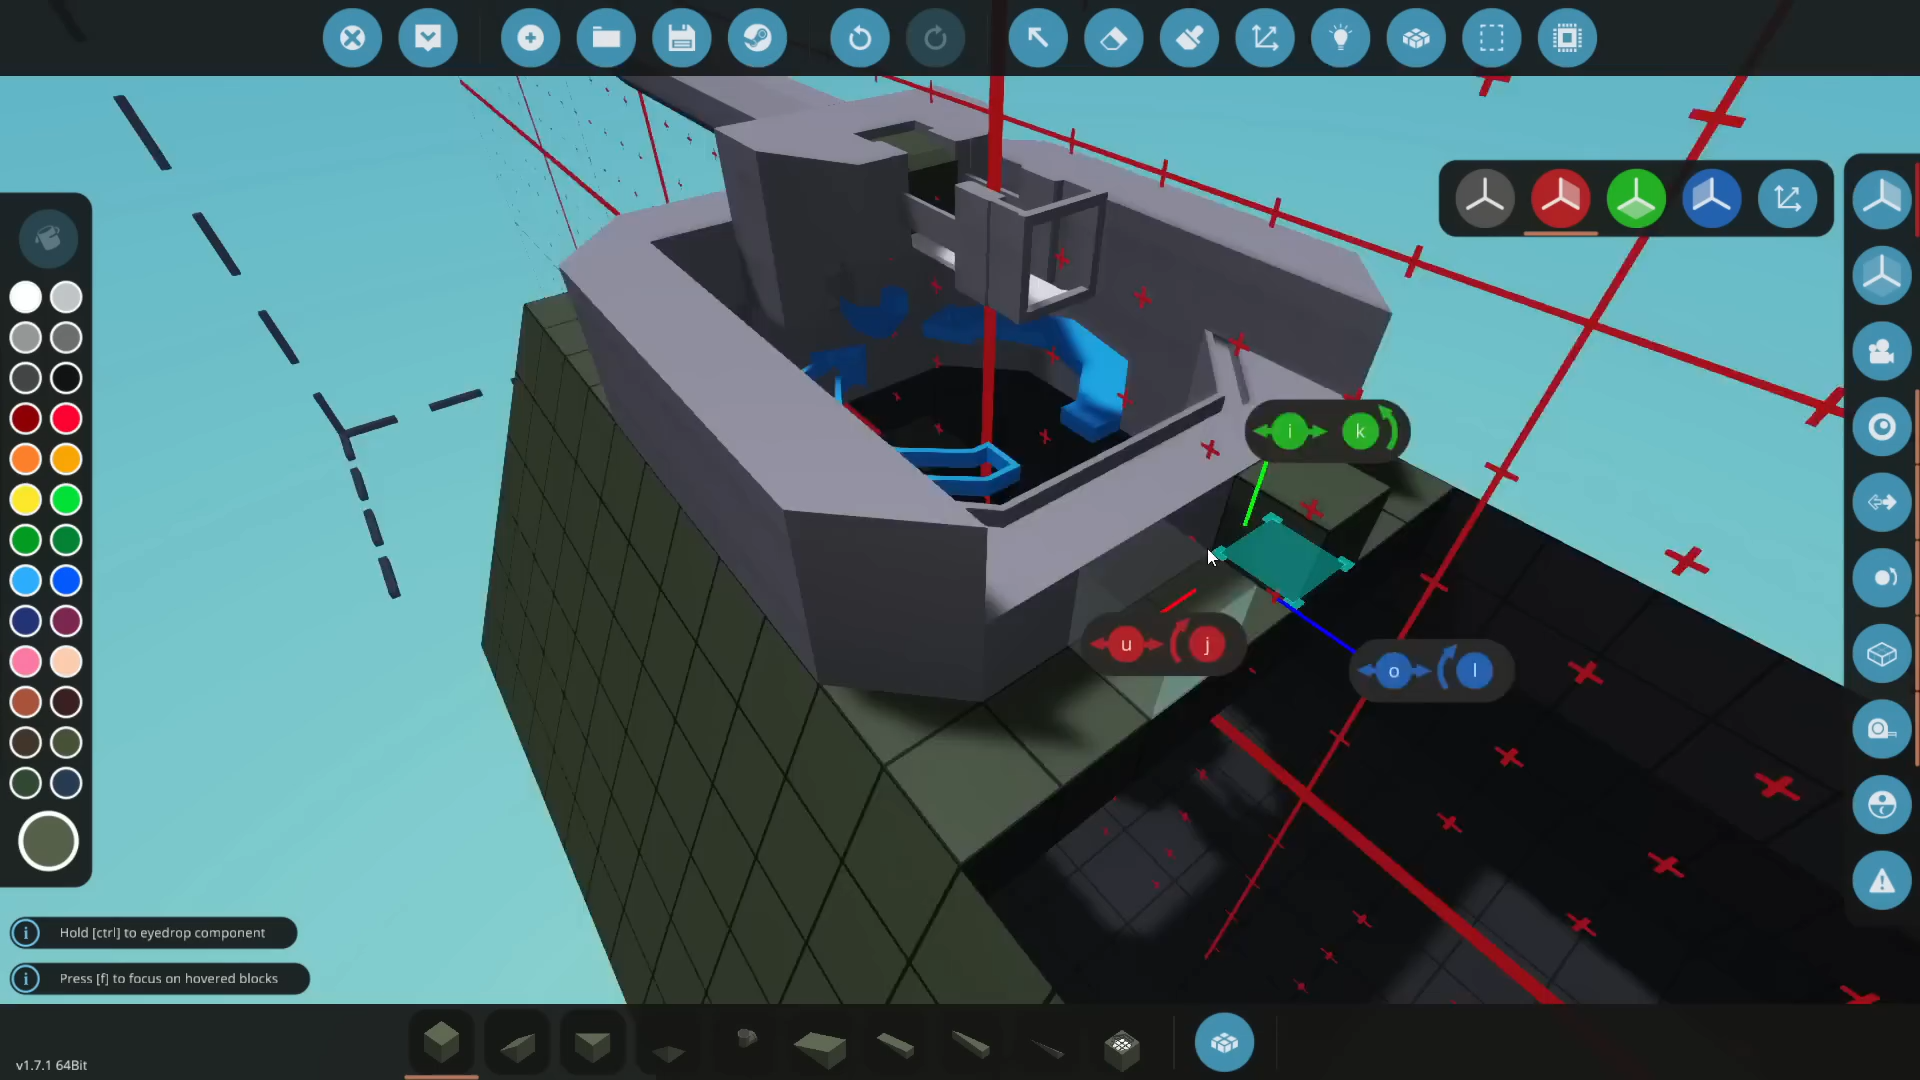 i k
u j
o l
Hold [ctrl] to eyedrop component
Press [f] to focus on hovered blocks
v1.7.1 64Bit